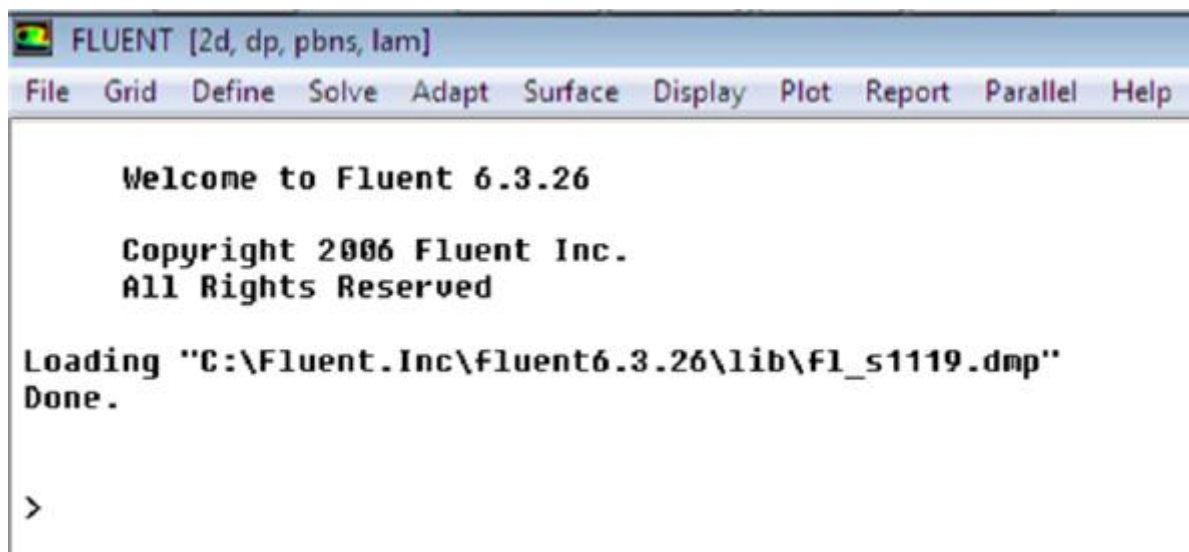 FLUENT [2d, dp, pbns, lam]
File Grid Define Solve Adapt Surface Display Plot Report Parallel Help
Welcome to Fluent 6.3.26
Copyright 2006 Fluent Inc.
All Rights Reserved
Loading "C:\Fluent.Inc\fluent6.3.26\lib\fl_s1119.dmp"
Done.
>